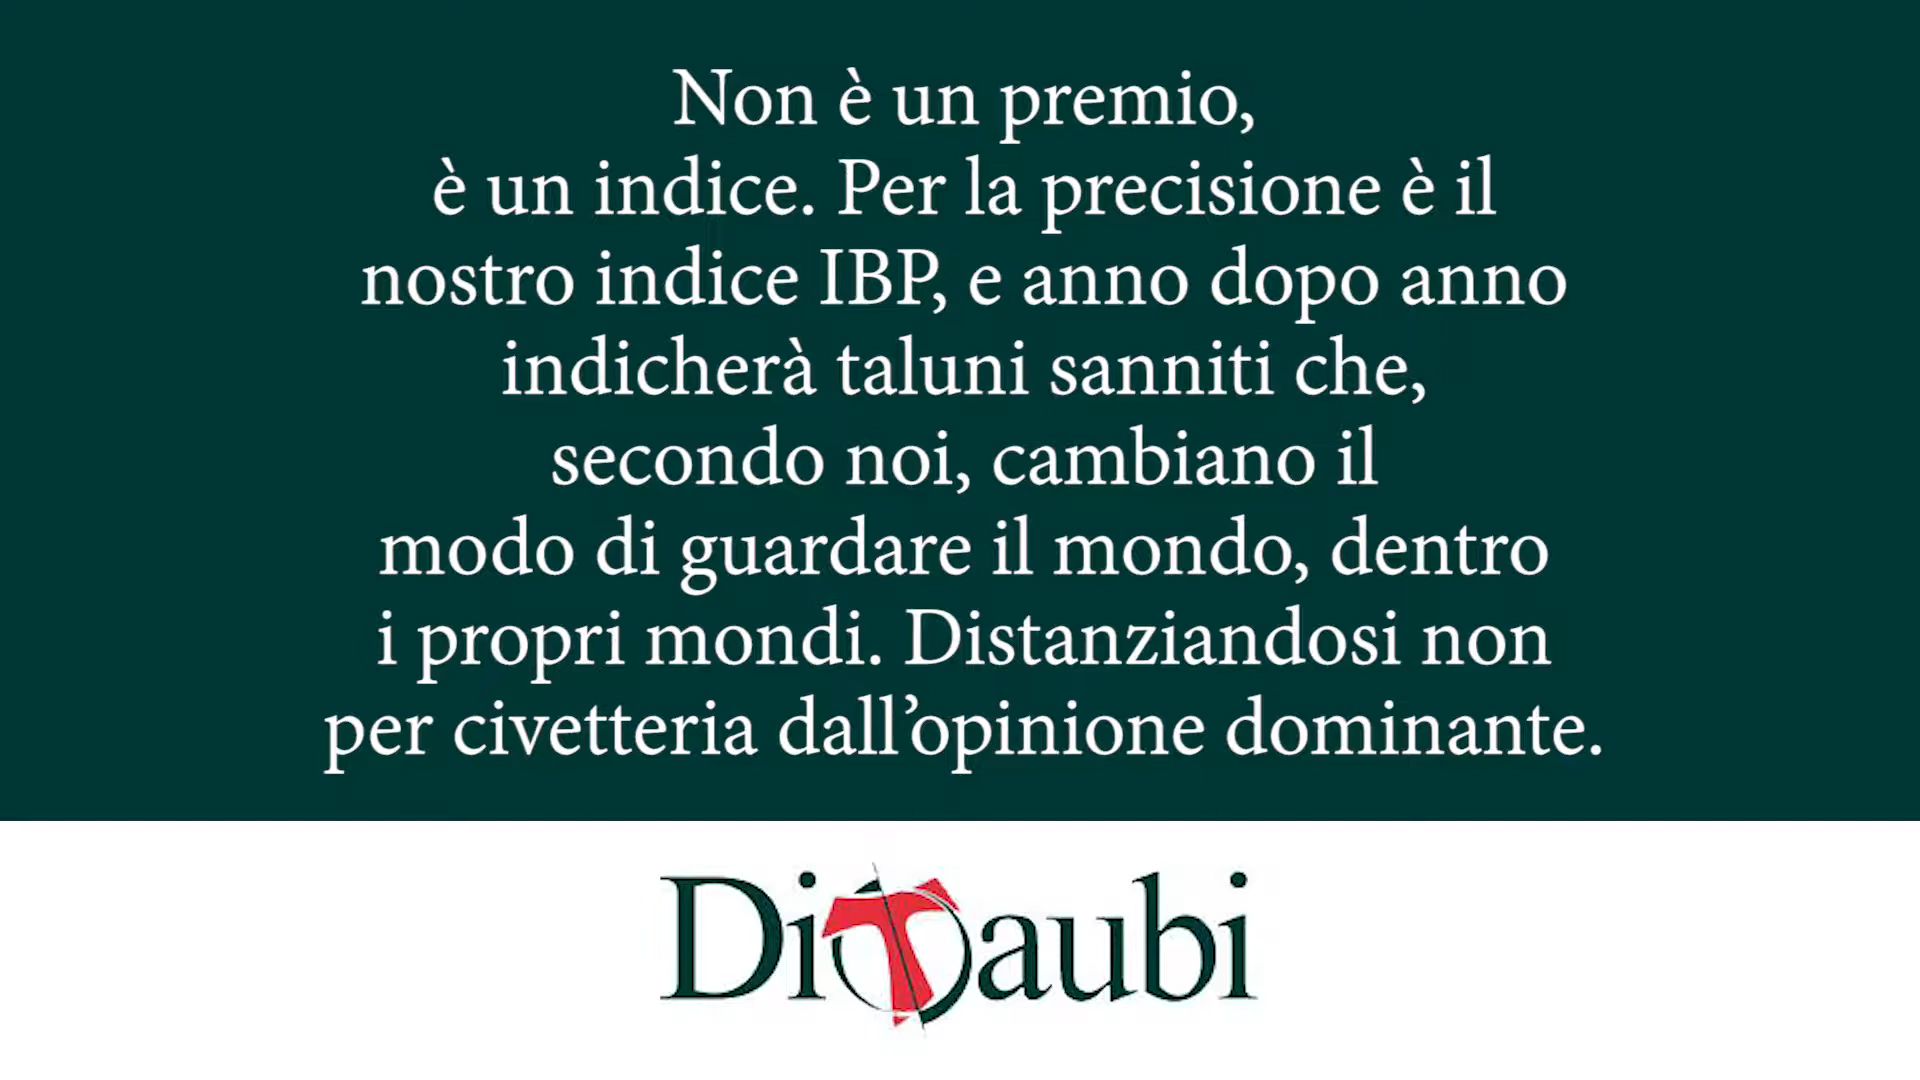 Non è un premio,
è un indice. Per la precisione è il
nostro indice IBP, e anno dopo anno
indicherà taluni sanniti che,
secondo noi, cambiano il
modo di guardare il mondo, dentro
i propri mondi. Distanziandosi non
per civetteria dall’opinione dominante.
DiTaubi